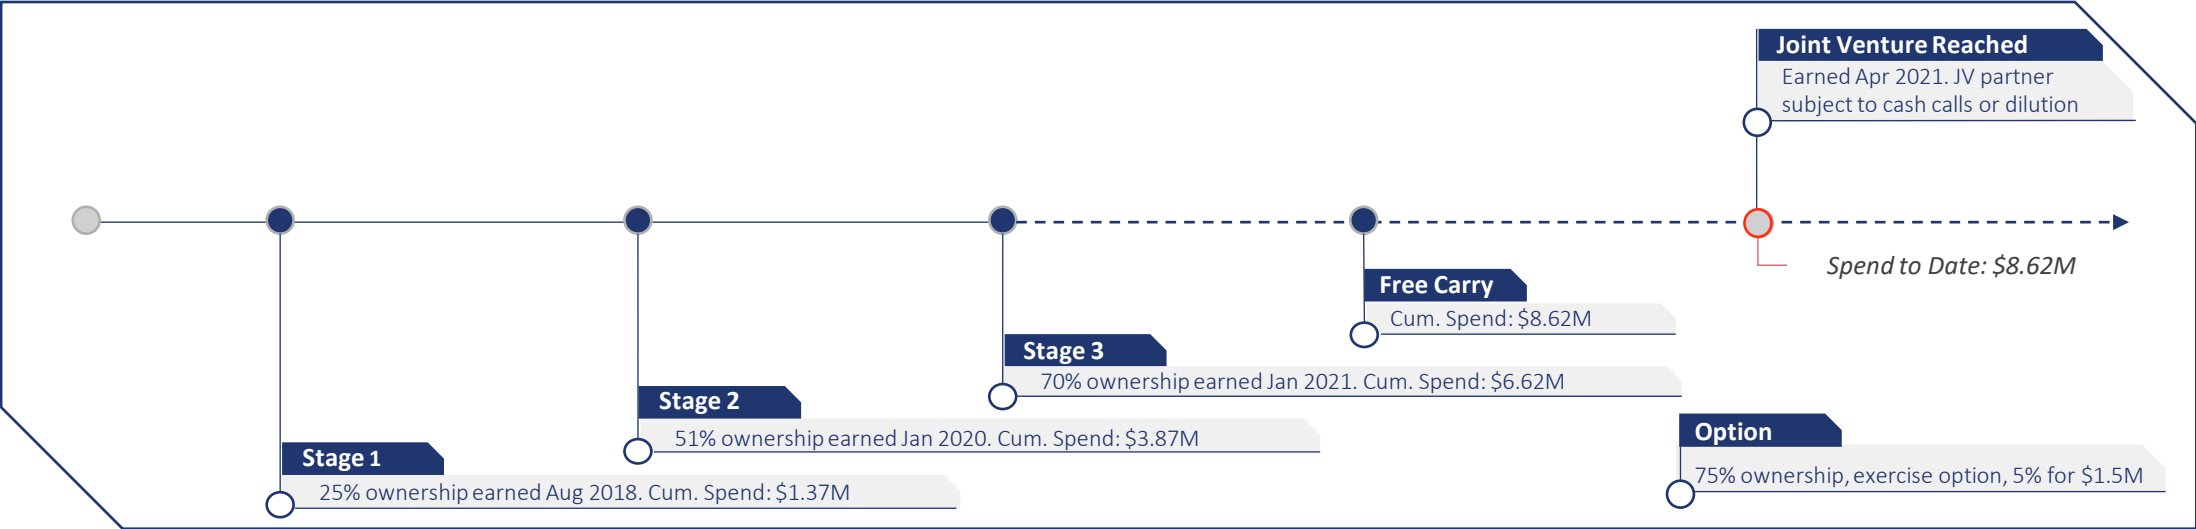 Joint Venture Reached
Earned Apr 2021. JV partner
subject to cash calls or dilution
Spend to Date: $8.62M
Free Carry
Cum. Spend: $8.62M
Stage 3
70% ownership earned Jan 2021. Cum. Spend: $6.62M
Stage 2
51% ownership earned Jan 2020. Cum. Spend: $3.87M
Option
75% ownership, exercise option, 5% for $1.5M
Stage 1
25% ownership earned Aug 2018. Cum. Spend: $1.37M